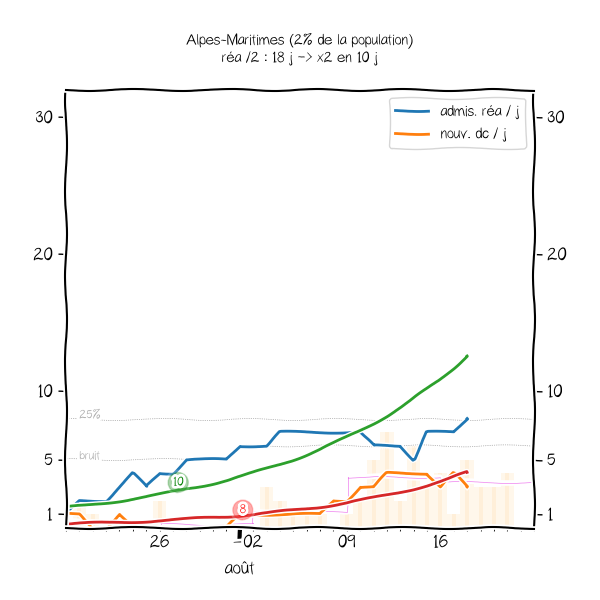 Alpes-Maritimes (2% de la population)
réa /2 : 18 j -> x2 en 10 j
admis. réa / j
nouv. dc / j
30
30
20
20
10
10
25%
5
bruit
5
10
8
1
1
26
02
09
16
août